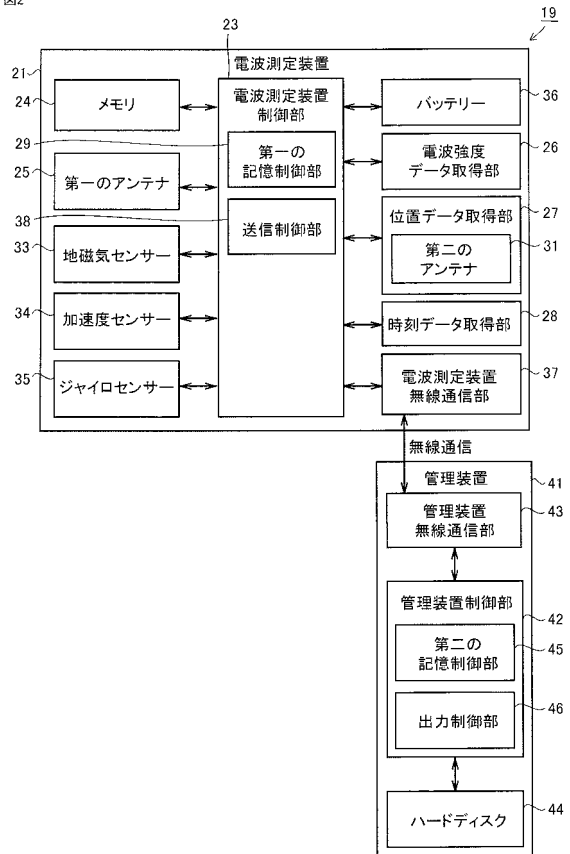 図2
19
23
21
電波測定装置
24
メモリ
電波測定装置
制御部
バッテリー
36
29
第一の
記憶制御部
電波強度
データ取得部
26
25
第一のアンテナ
38
送信制御部
位置データ取得部
27
第二の
アンテナ
31
33
地磁気センサー
34
加速度センサー
時刻データ取得部
28
35
ジャイロセンサー
電波測定装置
無線通信部
37
無線通信
管理装置
41
管理装置
無線通信部
43
管理装置制御部
42
第二の
記憶制御部
45
出力制御部
46
ハードディスク
44